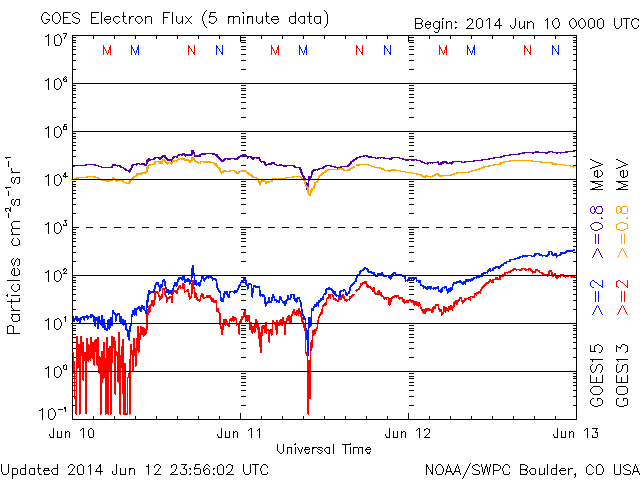 GOES Electron Flux (5 minute data)
Begin: 2014 Jun 10 0000 UTC
M M N N M M N N M M N N
10⁷
10⁶
10⁵
10⁴
10³
10²
10¹
10⁰
10⁻¹
Particles cm⁻²s⁻¹sr⁻¹
GOES15 >=2 >=0.8 MeV
GOES13 >=2 >=0.8 MeV
Jun 10 Jun 11 Jun 12 Jun 13
Universal Time
Updated 2014 Jun 12 23:56:02 UTC
NOAA/SWPC Boulder, CO USA